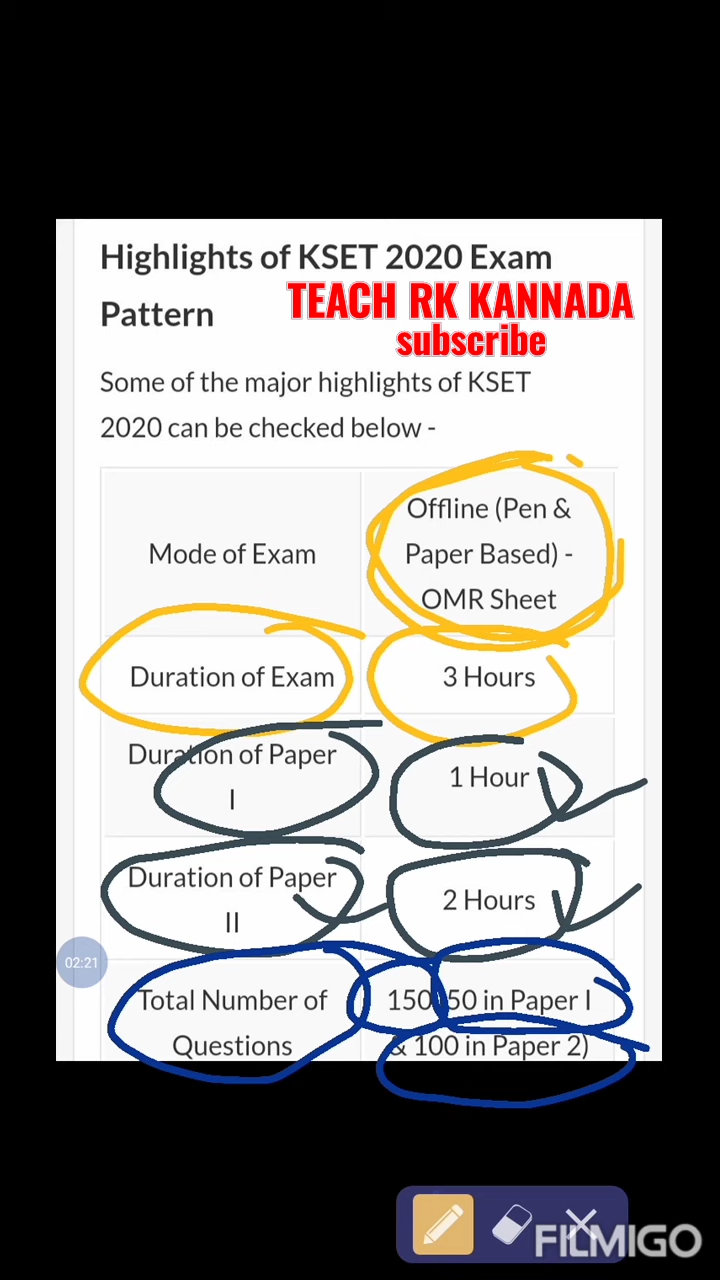 Highlights of KSET 2020 Exam
Pattern
TEACH RK KANNADA
subscribe
Some of the major highlights of KSET
2020 can be checked below -
Mode of Exam
Offline (Pen &
Paper Based) -
OMR Sheet
Duration of Exam
3 Hours
Duration of Paper
I
1 Hour
Duration of Paper
II
2 Hours
02:21
Total Number of
Questions
150 (50 in Paper I
& 100 in Paper 2)
FILMIGO